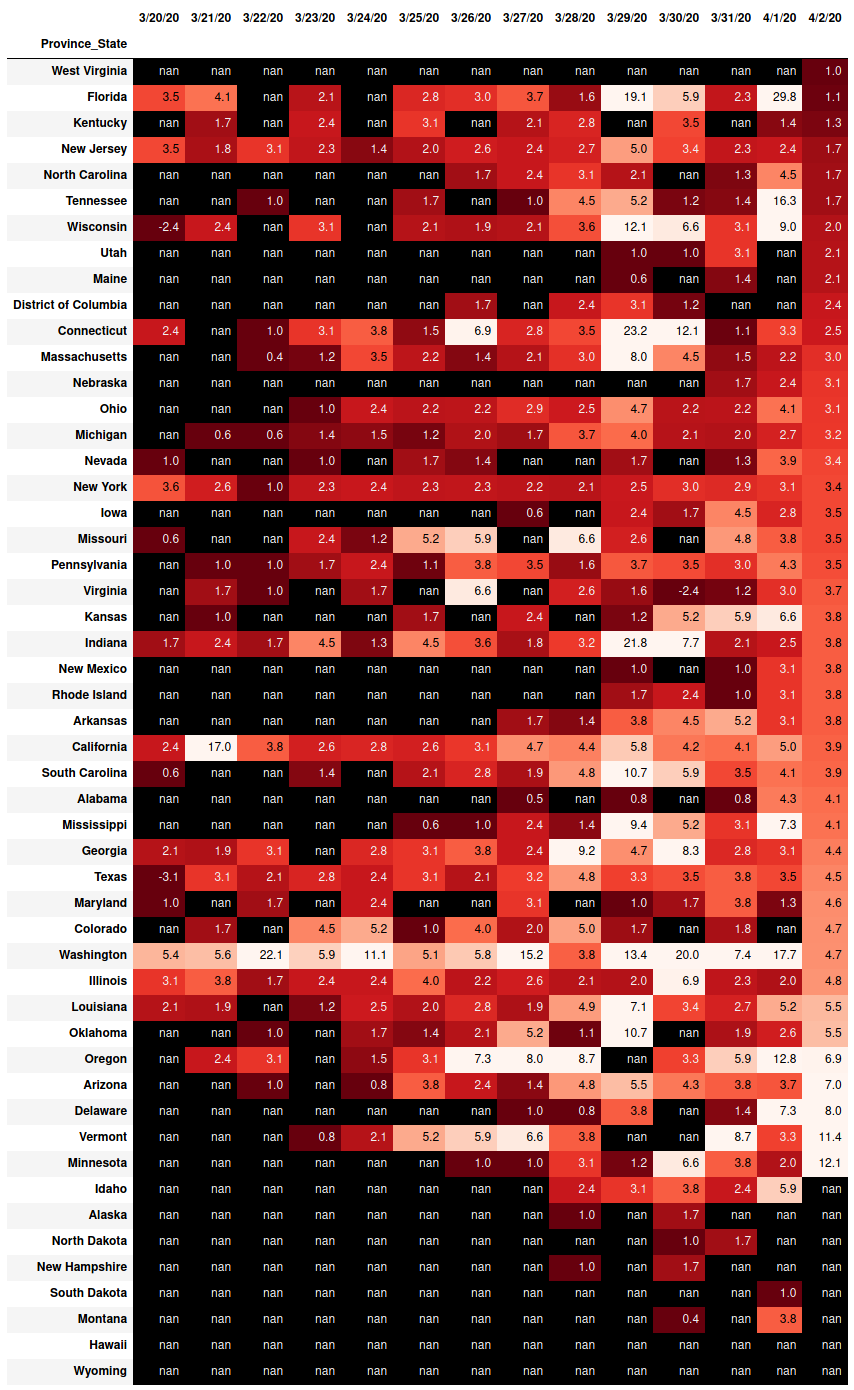 3/20/20 3/21/20 3/22/20 3/23/20 3/24/20 3/25/20 3/26/20 3/27/20 3/28/20 3/29/20 3/30/20 3/31/20 4/1/20 4/2/20
Province_State
West Virginia nan nan nan nan nan nan nan nan nan nan nan nan nan 1.0
Florida 3.5 4.1 nan 2.1 nan 2.8 3.0 3.7 1.6 19.1 5.9 2.3 29.8 1.1
Kentucky nan 1.7 nan 2.4 nan 3.1 nan 2.1 2.8 nan 3.5 nan 1.4 1.3
New Jersey 3.5 1.8 3.1 2.3 1.4 2.0 2.6 2.4 2.7 5.0 3.4 2.3 2.4 1.7
North Carolina nan nan nan nan nan nan 1.7 2.4 3.1 2.1 nan 1.3 4.5 1.7
Tennessee nan nan 1.0 nan nan 1.7 nan 1.0 4.5 5.2 1.2 1.4 16.3 1.7
Wisconsin -2.4 2.4 nan 3.1 nan 2.1 1.9 2.1 3.6 12.1 6.6 3.1 9.0 2.0
Utah nan nan nan nan nan nan nan nan nan 1.0 1.0 3.1 nan 2.1
Maine nan nan nan nan nan nan nan nan nan 0.6 nan 1.4 nan 2.1
District of Columbia nan nan nan nan nan nan 1.7 nan 2.4 3.1 1.2 nan nan 2.4
Connecticut 2.4 nan 1.0 3.1 3.8 1.5 6.9 2.8 3.5 23.2 12.1 1.1 3.3 2.5
Massachusetts nan nan 0.4 1.2 3.5 2.2 1.4 2.1 3.0 8.0 4.5 1.5 2.2 3.0
Nebraska nan nan nan nan nan nan nan nan nan nan nan 1.7 2.4 3.1
Ohio nan nan nan 1.0 2.4 2.2 2.2 2.9 2.5 4.7 2.2 2.2 4.1 3.1
Michigan nan 0.6 0.6 1.4 1.5 1.2 2.0 1.7 3.7 4.0 2.1 2.0 2.7 3.2
Nevada 1.0 nan nan 1.0 nan 1.7 1.4 nan nan 1.7 nan 1.3 3.9 3.4
New York 3.6 2.6 1.0 2.3 2.4 2.3 2.3 2.2 2.1 2.5 3.0 2.9 3.1 3.4
Iowa nan nan nan nan nan nan nan 0.6 nan 2.4 1.7 4.5 2.8 3.5
Missouri 0.6 nan nan 2.4 1.2 5.2 5.9 nan 6.6 2.6 nan 4.8 3.8 3.5
Pennsylvania nan 1.0 1.0 1.7 2.4 1.1 3.8 3.5 1.6 3.7 3.5 3.0 4.3 3.5
Virginia nan 1.7 1.0 nan 1.7 nan 6.6 nan 2.6 1.6 -2.4 1.2 3.0 3.7
Kansas nan 1.0 nan nan nan 1.7 nan 2.4 nan 1.2 5.2 5.9 6.6 3.8
Indiana 1.7 2.4 1.7 4.5 1.3 4.5 3.6 1.8 3.2 21.8 7.7 2.1 2.5 3.8
New Mexico nan nan nan nan nan nan nan nan nan 1.0 nan 1.0 3.1 3.8
Rhode Island nan nan nan nan nan nan nan nan nan 1.7 2.4 1.0 3.1 3.8
Arkansas nan nan nan nan nan nan nan 1.7 1.4 3.8 4.5 5.2 3.1 3.8
California 2.4 17.0 3.8 2.6 2.8 2.6 3.1 4.7 4.4 5.8 4.2 4.1 5.0 3.9
South Carolina 0.6 nan nan 1.4 nan 2.1 2.8 1.9 4.8 10.7 5.9 3.5 4.1 3.9
Alabama nan nan nan nan nan nan nan 0.5 nan 0.8 nan 0.8 4.3 4.1
Mississippi nan nan nan nan nan 0.6 1.0 2.4 1.4 9.4 5.2 3.1 7.3 4.1
Georgia 2.1 1.9 3.1 nan 2.8 3.1 3.8 2.4 9.2 4.7 8.3 2.8 3.1 4.4
Texas -3.1 3.1 2.1 2.8 2.4 3.1 2.1 3.2 4.8 3.3 3.5 3.8 3.5 4.5
Maryland 1.0 nan 1.7 nan 2.4 nan nan 3.1 nan 1.0 1.7 3.8 1.3 4.6
Colorado nan 1.7 nan 4.5 5.2 1.0 4.0 2.0 5.0 1.7 nan 1.8 nan 4.7
Washington 5.4 5.6 22.1 5.9 11.1 5.1 5.8 15.2 3.8 13.4 20.0 7.4 17.7 4.7
Illinois 3.1 3.8 1.7 2.4 2.4 4.0 2.2 2.6 2.1 2.0 6.9 2.3 2.0 4.8
Louisiana 2.1 1.9 nan 1.2 2.5 2.0 2.8 1.9 4.9 7.1 3.4 2.7 5.2 5.5
Oklahoma nan nan 1.0 nan 1.7 1.4 2.1 5.2 1.1 10.7 nan 1.9 2.6 5.5
Oregon nan 2.4 3.1 nan 1.5 3.1 7.3 8.0 8.7 nan 3.3 5.9 12.8 6.9
Arizona nan nan 1.0 nan 0.8 3.8 2.4 1.4 4.8 5.5 4.3 3.8 3.7 7.0
Delaware nan nan nan nan nan nan nan 1.0 0.8 3.8 nan 1.4 7.3 8.0
Vermont nan nan nan 0.8 2.1 5.2 5.9 6.6 3.8 nan nan 8.7 3.3 11.4
Minnesota nan nan nan nan nan nan 1.0 1.0 3.1 1.2 6.6 3.8 2.0 12.1
Idaho nan nan nan nan nan nan nan nan 2.4 3.1 3.8 2.4 5.9 nan
Alaska nan nan nan nan nan nan nan nan 1.0 nan 1.7 nan nan nan
North Dakota nan nan nan nan nan nan nan nan nan nan 1.0 1.7 nan nan
New Hampshire nan nan nan nan nan nan nan nan 1.0 nan 1.7 nan nan nan
South Dakota nan nan nan nan nan nan nan nan nan nan nan nan 1.0 nan
Montana nan nan nan nan nan nan nan nan nan nan 0.4 nan 3.8 nan
Hawaii nan nan nan nan nan nan nan nan nan nan nan nan nan nan
Wyoming nan nan nan nan nan nan nan nan nan nan nan nan nan nan